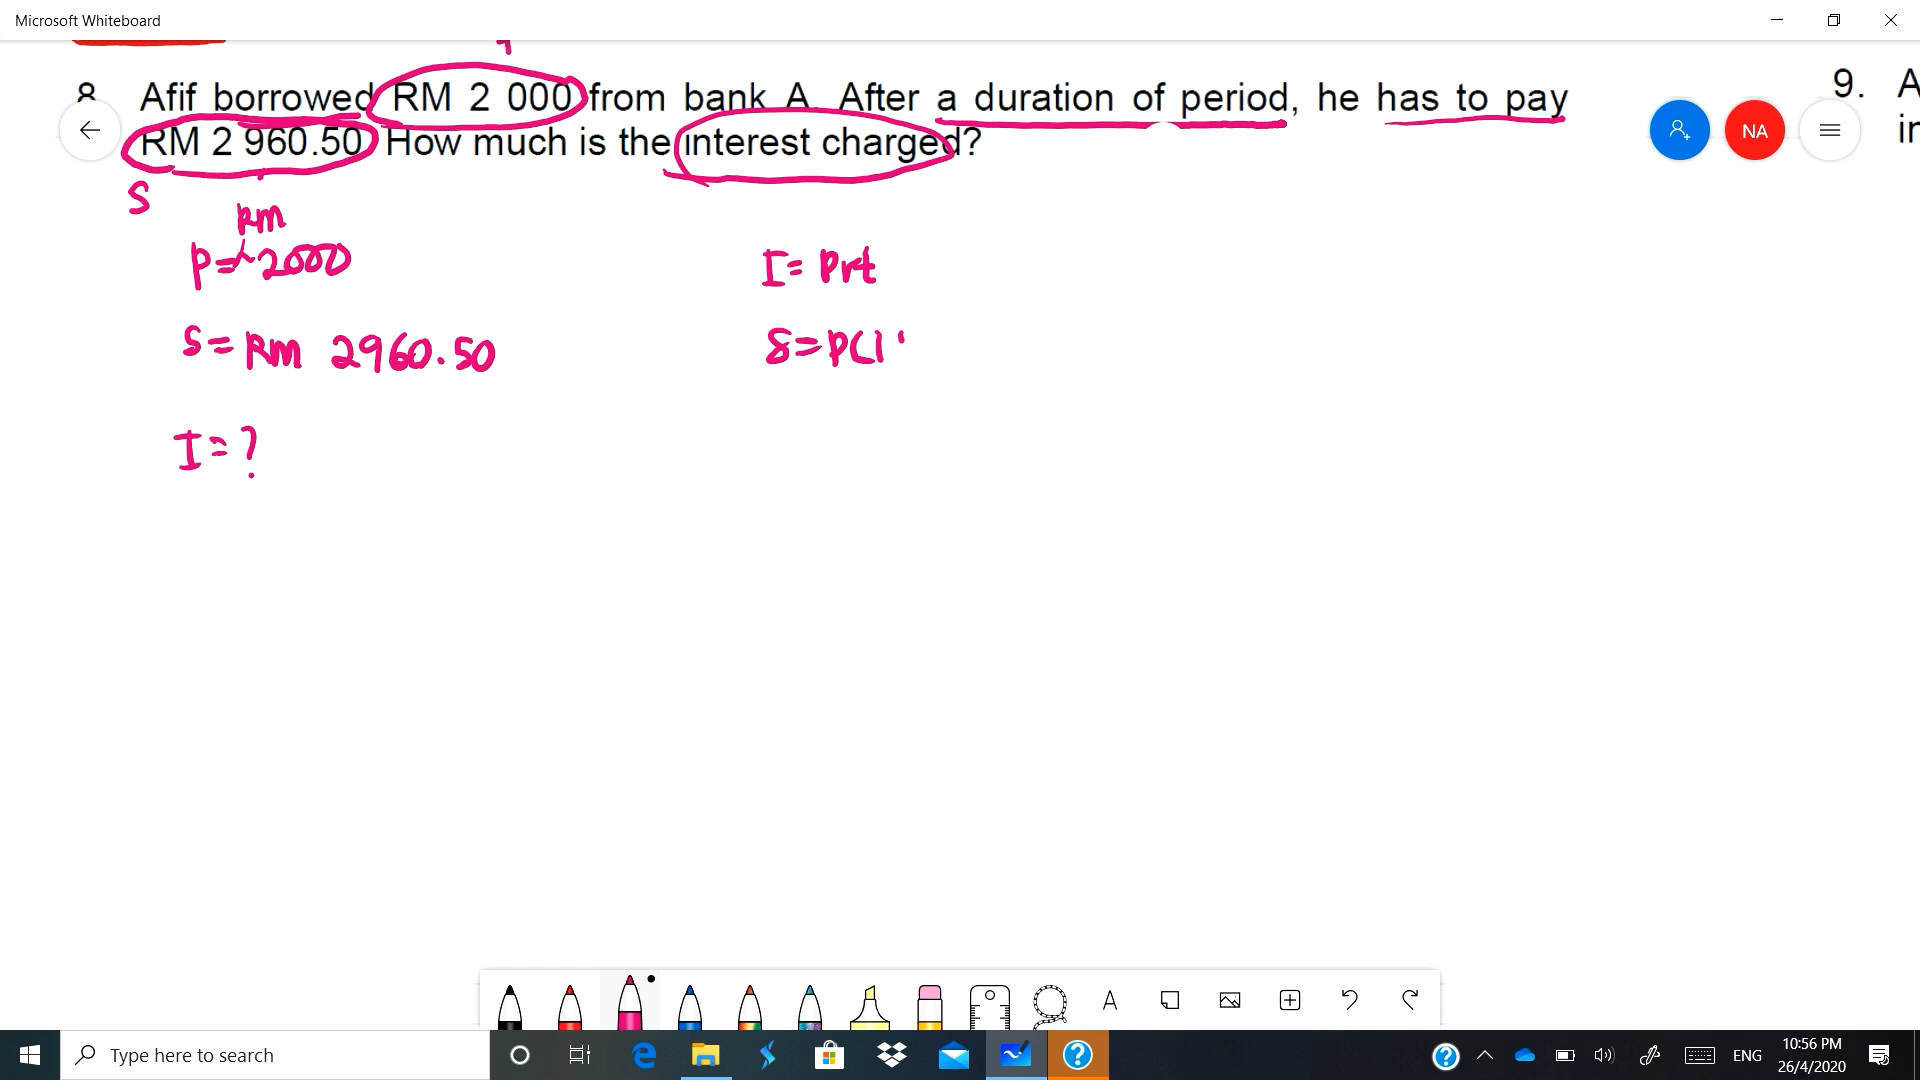 Microsoft Whiteboard
8 Afif borrowed RM 2 000 from bank A. After a duration of period, he has to pay
RM 2 960.50 How much is the interest charged?
9. A
in
NA
S
RM
P = 2000
I = Prt
S = RM 2960.50
S = P(1
I = ?
A
Type here to search
ENG
10:56 PM
26/4/2020